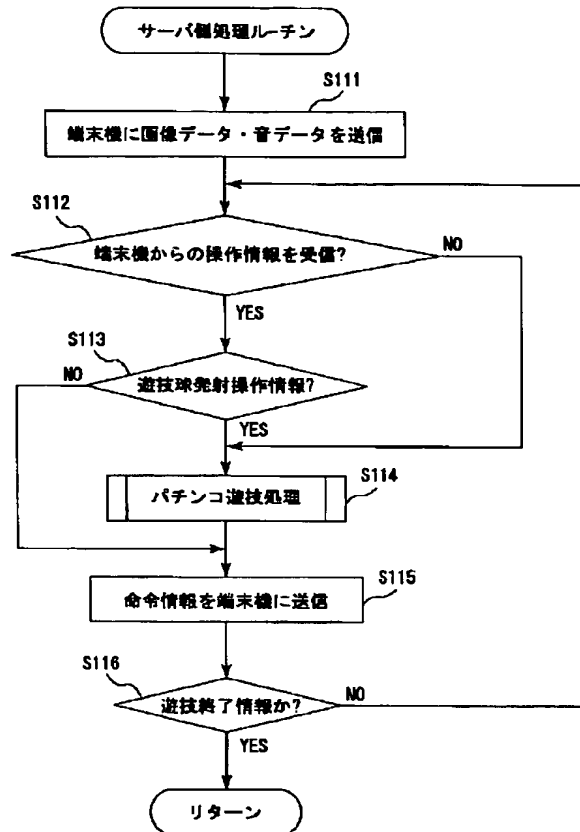 サーバ側処理ルーチン
S111
端末機に画像データ・音データを送信
S112
端末機からの操作情報を受信?
NO
YES
S113
NO
遊技球発射操作情報?
YES
S114
パチンコ遊技処理
S115
命令情報を端末機に送信
S116
遊技終了情報か?
NO
YES
リターン